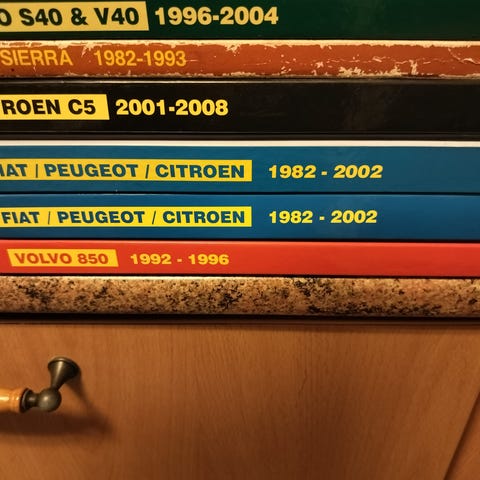 O S40 & V40 1996-2004
SIERRA 1982-1993
ROEN C5 2001-2008
IAT / PEUGEOT / CITROEN 1982 - 2002
FIAT / PEUGEOT / CITROEN 1982 - 2002
VOLVO 850 1992 - 1996